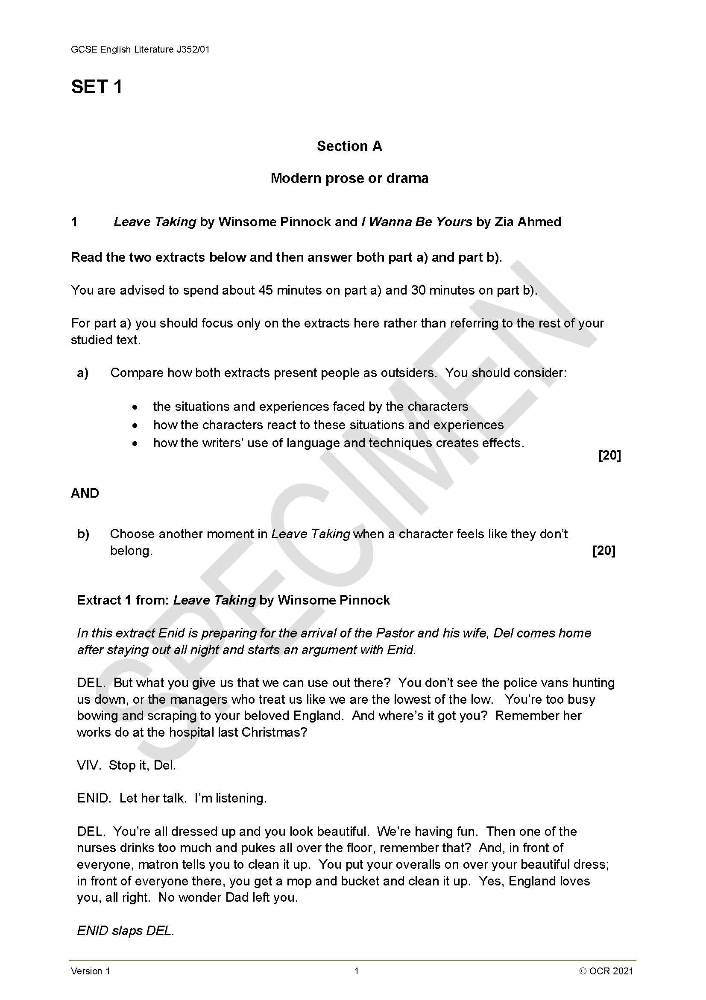 GCSE English Literature J352/01
SET 1
Section A
Modern prose or drama
1 Leave Taking by Winsome Pinnock and I Wanna Be Yours by Zia Ahmed
Read the two extracts below and then answer both part a) and part b).
You are advised to spend about 45 minutes on part a) and 30 minutes on part b).
For part a) you should focus only on the extracts here rather than referring to the rest of your
studied text.
a) Compare how both extracts present people as outsiders. You should consider:
• the situations and experiences faced by the characters
• how the characters react to these situations and experiences
• how the writers’ use of language and techniques creates effects.
[20]
AND
b) Choose another moment in Leave Taking when a character feels like they don’t
belong. [20]
Extract 1 from: Leave Taking by Winsome Pinnock
In this extract Enid is preparing for the arrival of the Pastor and his wife, Del comes home
after staying out all night and starts an argument with Enid.
DEL. But what you give us that we can use out there? You don’t see the police vans hunting
us down, or the managers who treat us like we are the lowest of the low. You’re too busy
bowing and scraping to your beloved England. And where’s it got you? Remember her
works do at the hospital last Christmas?
VIV. Stop it, Del.
ENID. Let her talk. I’m listening.
DEL. You’re all dressed up and you look beautiful. We’re having fun. Then one of the
nurses drinks too much and pukes all over the floor, remember that? And, in front of
everyone, matron tells you to clean it up. You put your overalls on over your beautiful dress;
in front of everyone there, you get a mop and bucket and clean it up. Yes, England loves
you, all right. No wonder Dad left you.
ENID slaps DEL.
Version 1 1 © OCR 2021
SPECIMEN